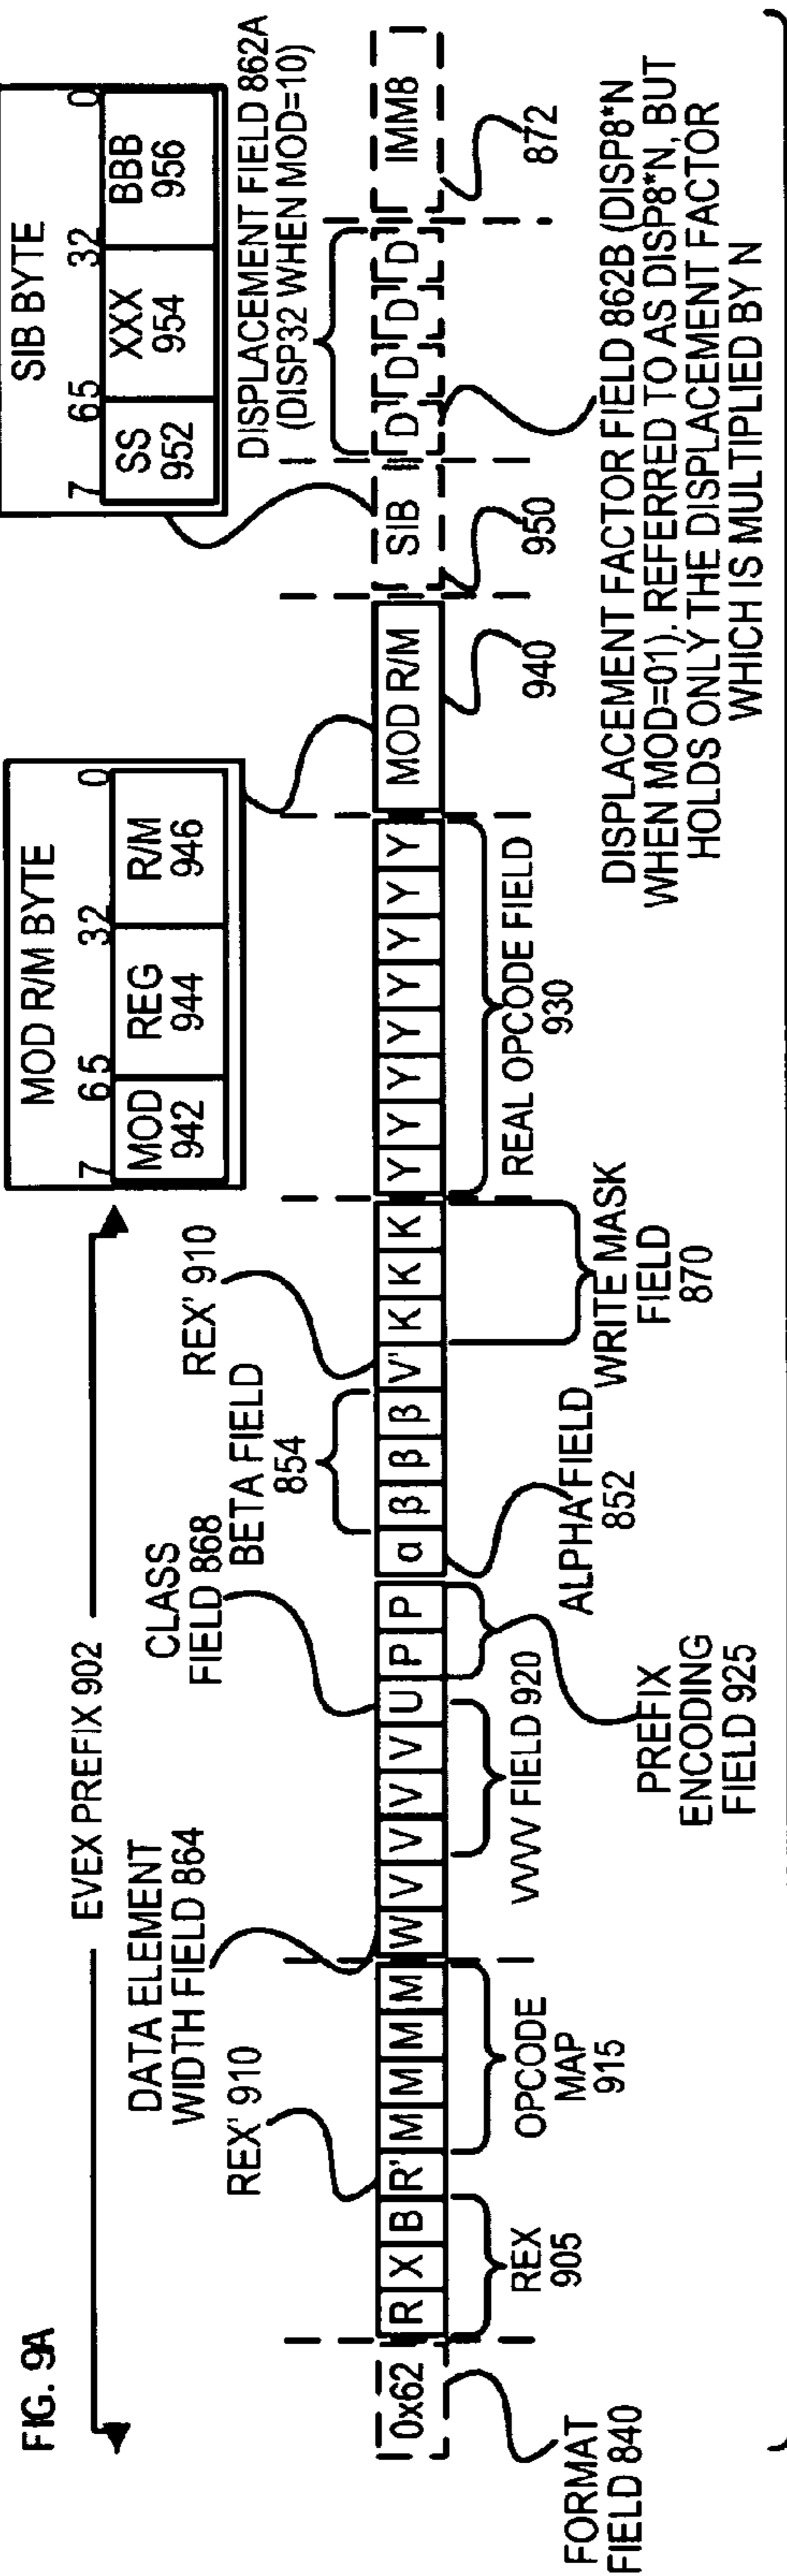 FIG. 9A
EVEX PREFIX 902
MOD R/M BYTE
7 6 5 3 2 0
MOD REG R/M
942 944 946
SIB BYTE
7 6 5 3 2 0
SS XXX BBB
952 954 956
REX' 910
DATA ELEMENT
WIDTH FIELD 864
CLASS
FIELD 868
BETA FIELD
854
REX' 910
DISPLACEMENT FIELD 862A
(DISP32 WHEN MOD=10)
0x62 R X B R' M M M M W V V V V U P P α β β β V' K K K Y Y Y Y Y Y Y Y MOD R/M SIB D D D D IMM8
FORMAT
FIELD 840
REX
905
OPCODE
MAP
915
VVVV FIELD 920
PREFIX
ENCODING
FIELD 925
ALPHA FIELD
852
WRITE MASK
FIELD
870
REAL OPCODE FIELD
930
940
950
872
DISPLACEMENT FACTOR FIELD 862B (DISP8*N
WHEN MOD=01). REFERRED TO AS DISP8*N, BUT
HOLDS ONLY THE DISPLACEMENT FACTOR
WHICH IS MULTIPLIED BY N